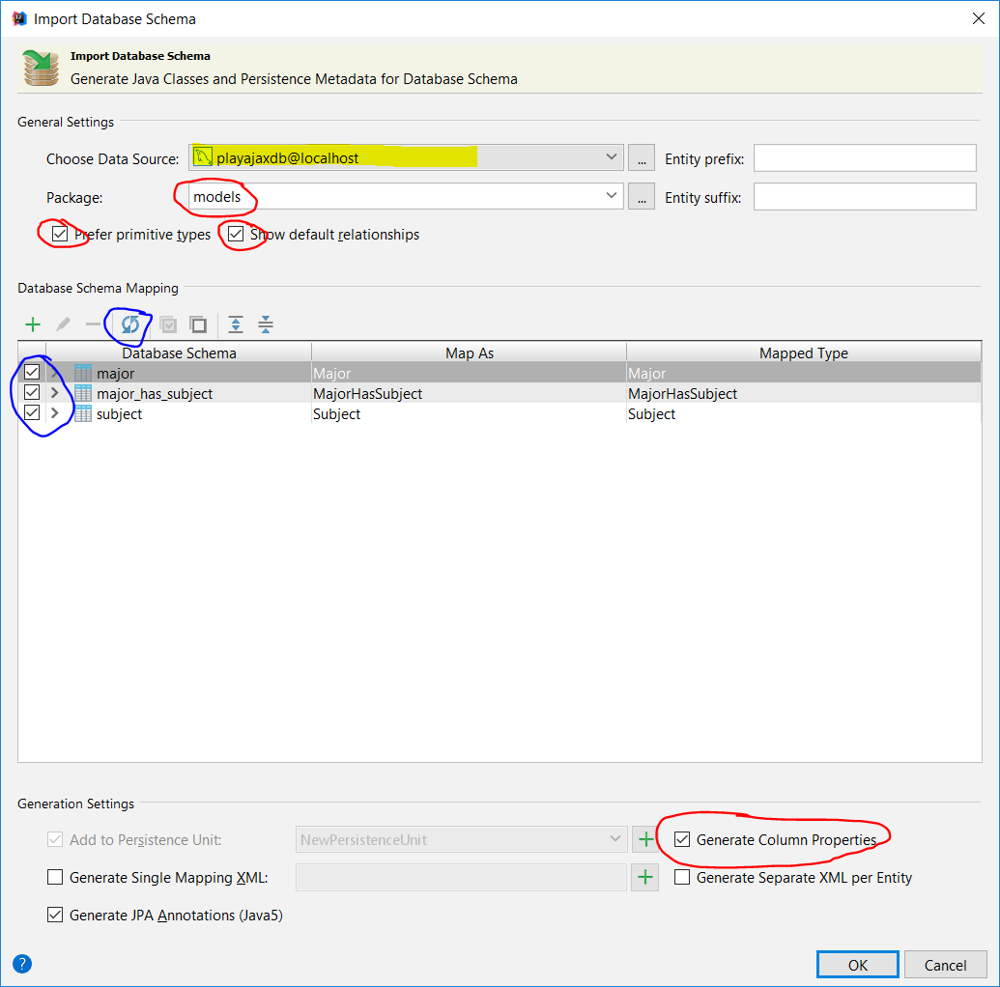 Import Database Schema
Import Database Schema
Generate Java Classes and Persistence Metadata for Database Schema
General Settings
Choose Data Source: playajaxdb@localhost ... Entity prefix:
Package: models ... Entity suffix:
Prefer primitive types Show default relationships
Database Schema Mapping
Database Schema Map As Mapped Type
major Major Major
major_has_subject MajorHasSubject MajorHasSubject
subject Subject Subject
Generation Settings
Add to Persistence Unit: NewPersistenceUnit Generate Column Properties
Generate Single Mapping XML: Generate Separate XML per Entity
Generate JPA Annotations (Java5)
? OK Cancel